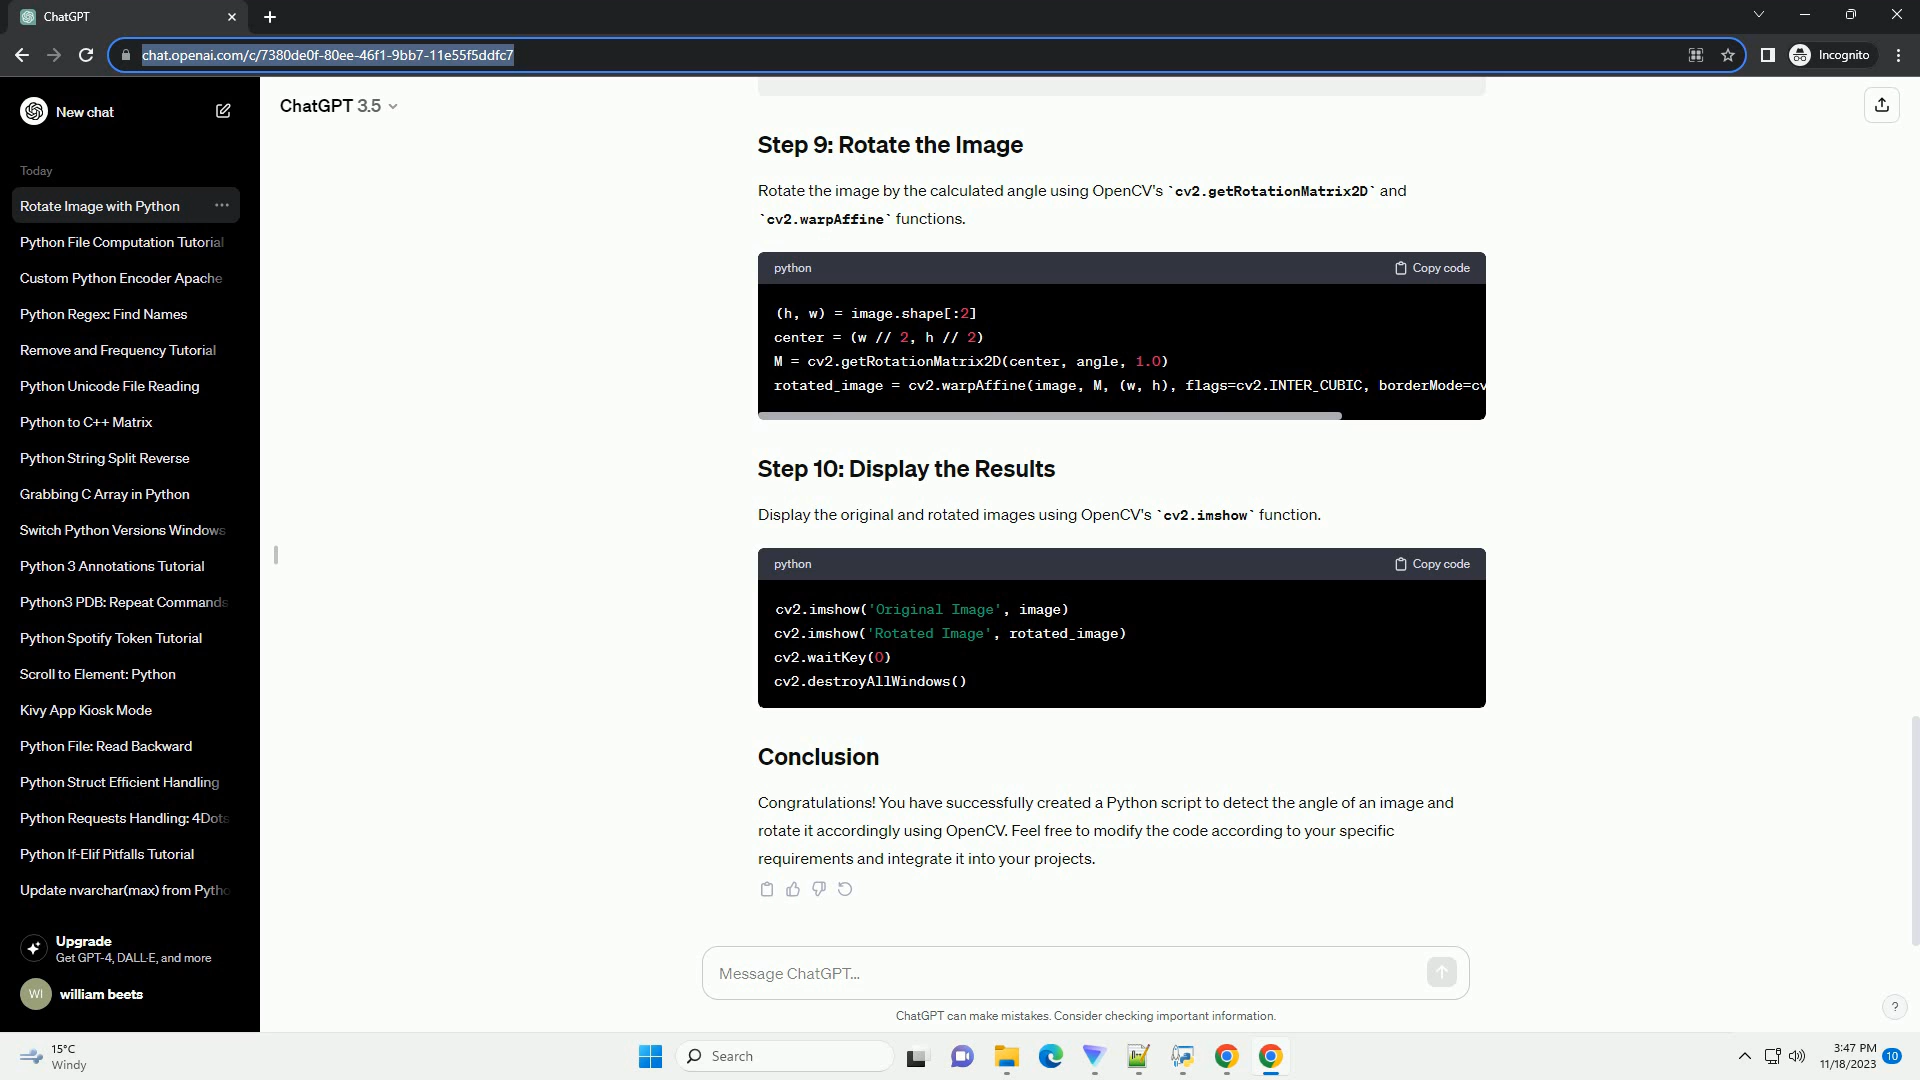 ChatGPT
chat.openai.com/c/7380de0f-80ee-46f1-9bb7-11e55f5ddfc7
Incognito
New chat
Today
Rotate Image with Python
Python File Computation Tutorial
Custom Python Encoder Apache
Python Regex: Find Names
Remove and Frequency Tutorial
Python Unicode File Reading
Python to C++ Matrix
Python String Split Reverse
Grabbing C Array in Python
Switch Python Versions Windows
Python 3 Annotations Tutorial
Python3 PDB: Repeat Commands
Python Spotify Token Tutorial
Scroll to Element: Python
Kivy App Kiosk Mode
Python File: Read Backward
Python Struct Efficient Handling
Python Requests Handling: 4Dots
Python If-Elif Pitfalls Tutorial
Update nvarchar(max) from Pytho
Upgrade
Get GPT-4, DALL·E, and more
WI
william beets
ChatGPT 3.5
Step 9: Rotate the Image
Rotate the image by the calculated angle using OpenCV's `cv2.getRotationMatrix2D` and
`cv2.warpAffine` functions.
python
Copy code
(h, w) = image.shape[:2]
center = (w // 2, h // 2)
M = cv2.getRotationMatrix2D(center, angle, 1.0)
rotated_image = cv2.warpAffine(image, M, (w, h), flags=cv2.INTER_CUBIC, borderMode=cv
Step 10: Display the Results
Display the original and rotated images using OpenCV's `cv2.imshow` function.
python
Copy code
cv2.imshow('Original Image', image)
cv2.imshow('Rotated Image', rotated_image)
cv2.waitKey(0)
cv2.destroyAllWindows()
Conclusion
Congratulations! You have successfully created a Python script to detect the angle of an image and
rotate it accordingly using OpenCV. Feel free to modify the code according to your specific
requirements and integrate it into your projects.
Message ChatGPT...
ChatGPT can make mistakes. Consider checking important information.
?
15°C
Windy
Search
3:47 PM
11/18/2023
10